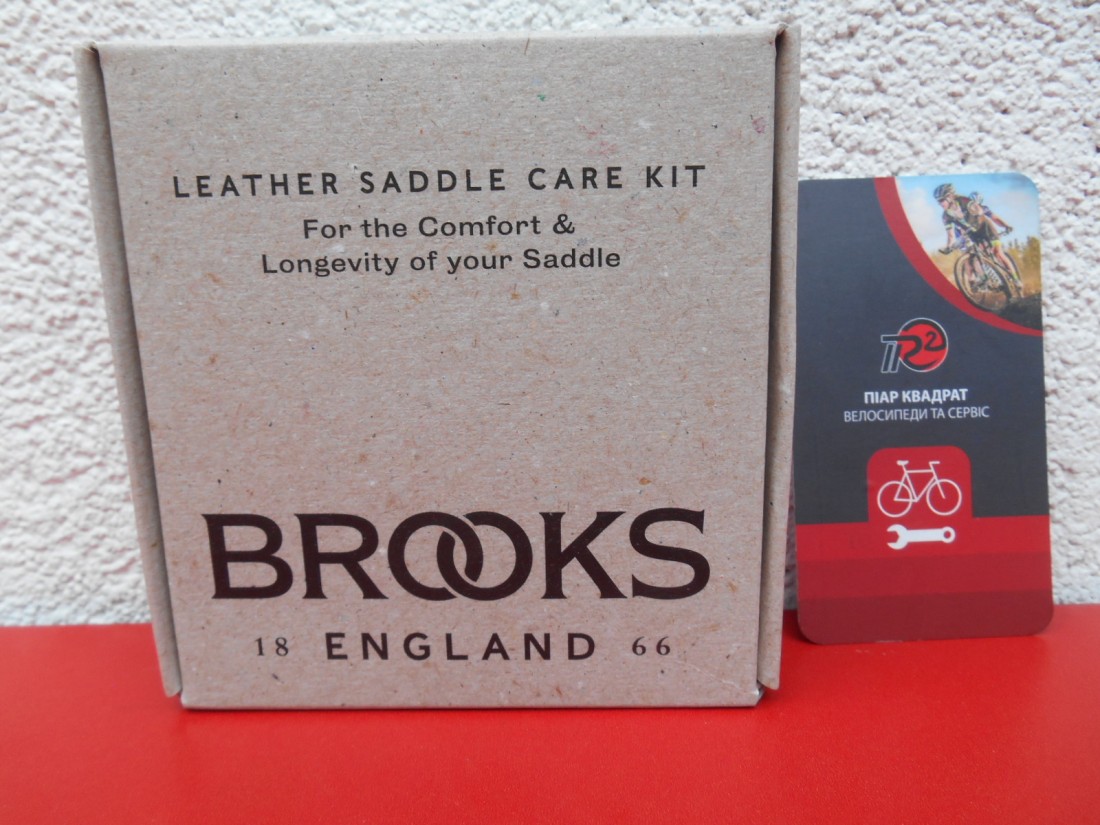 LEATHER SADDLE CARE KIT
For the Comfort &
Longevity of your Saddle
BROOKS
18 ENGLAND 66
ПR2
ПІАР КВАДРАТ
ВЕЛОСИПЕДИ ТА СЕРВІС